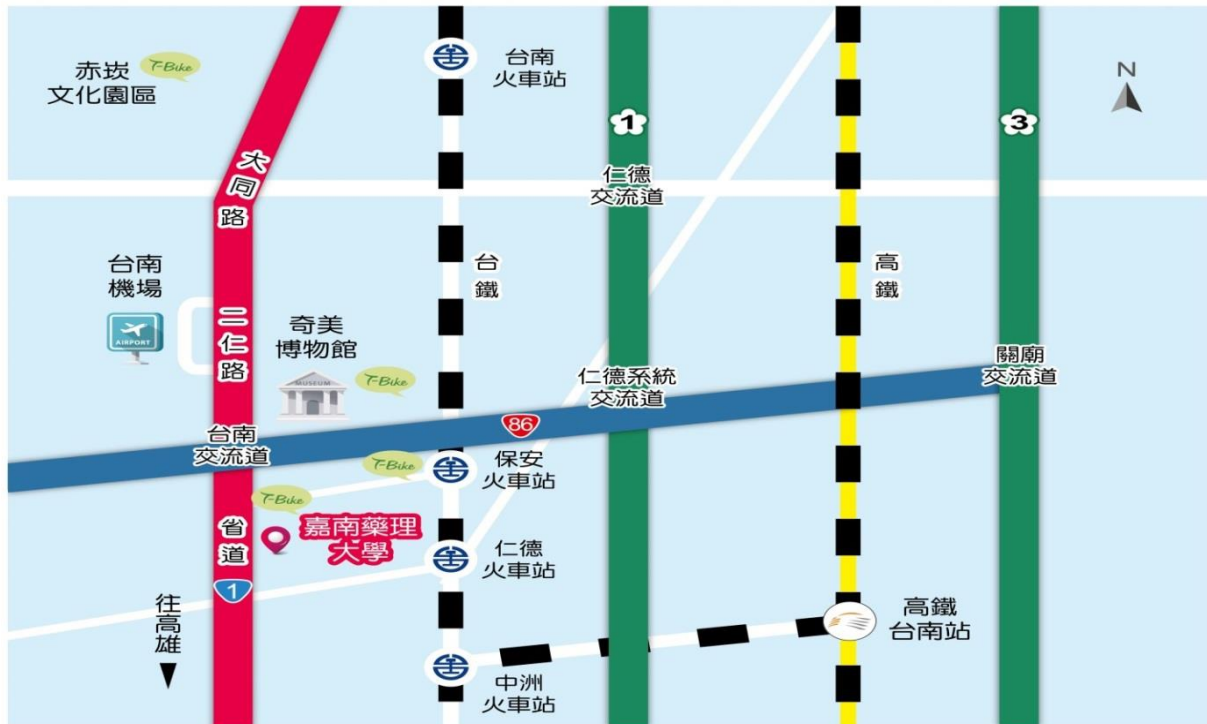 台南
火車站
赤崁
文化園區
T-Bike
N
1
3
大同路
仁德
交流道
台南
機場
AIRPORT
台鐵
高鐵
二仁路
奇美
博物館
MUSEUM
T-Bike
仁德系統
交流道
關廟
交流道
86
台南
交流道
T-Bike
保安
火車站
T-Bike
省道
1
嘉南藥理
大學
仁德
火車站
往高雄
高鐵
台南站
中洲
火車站